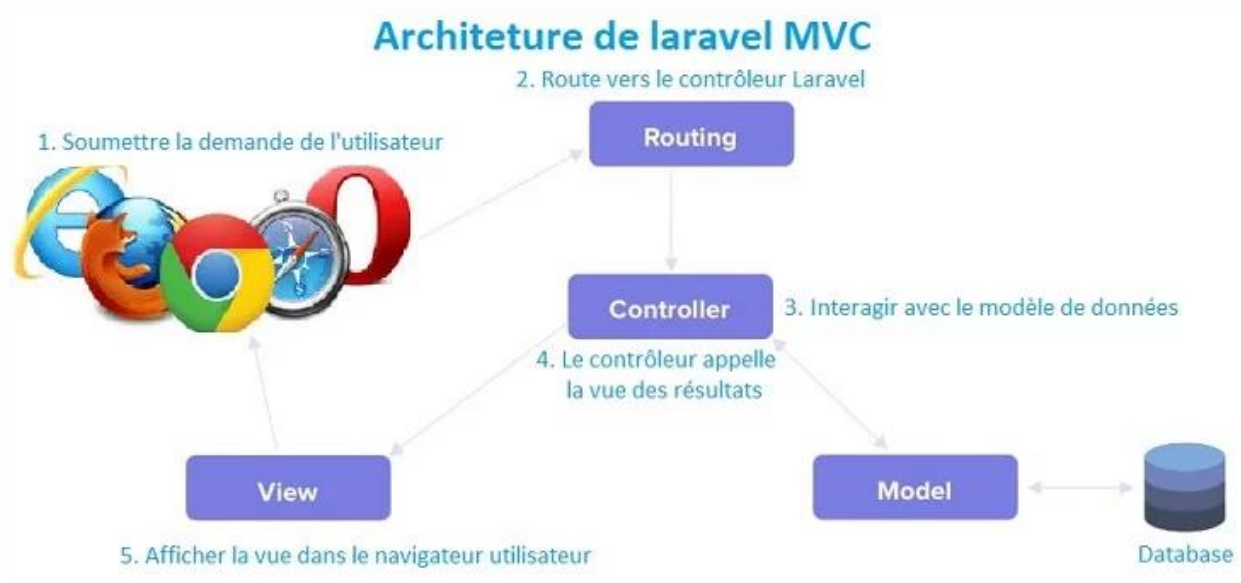 Architeture de laravel MVC
2. Route vers le contrôleur Laravel
1. Soumettre la demande de l'utilisateur
Routing
Controller
3. Interagir avec le modèle de données
4. Le contrôleur appelle
la vue des résultats
View
Model
5. Afficher la vue dans le navigateur utilisateur
Database